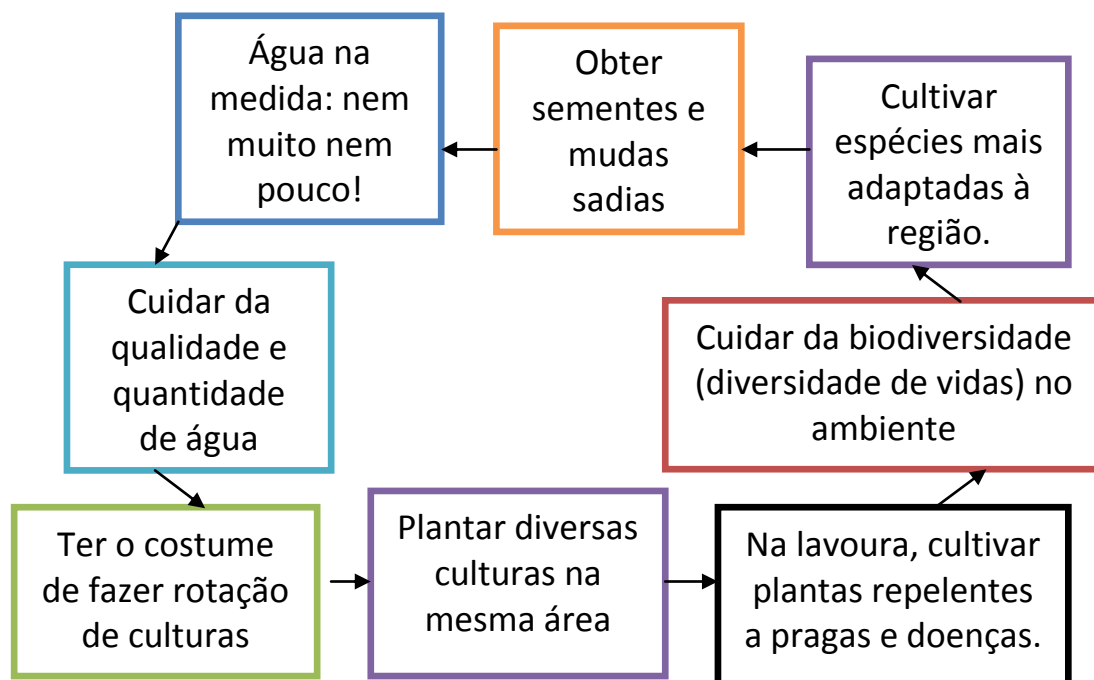 Água na
medida: nem
muito nem
pouco!
Obter
sementes e
mudas
sadias
Cultivar
espécies mais
adaptadas à
região.
Cuidar da
qualidade e
quantidade
de água
Cuidar da biodiversidade
(diversidade de vidas) no
ambiente
Ter o costume
de fazer rotação
de culturas
Plantar diversas
culturas na
mesma área
Na lavoura, cultivar
plantas repelentes
a pragas e doenças.